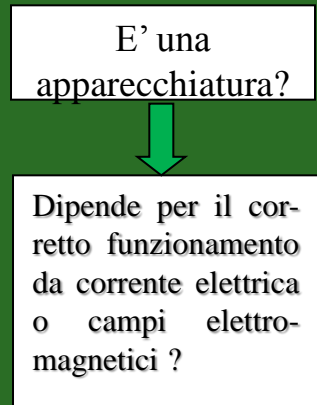 E’ una
apparecchiatura?
Dipende per il cor-
retto funzionamento
da corrente elettrica
o campi elettro-
magnetici ?